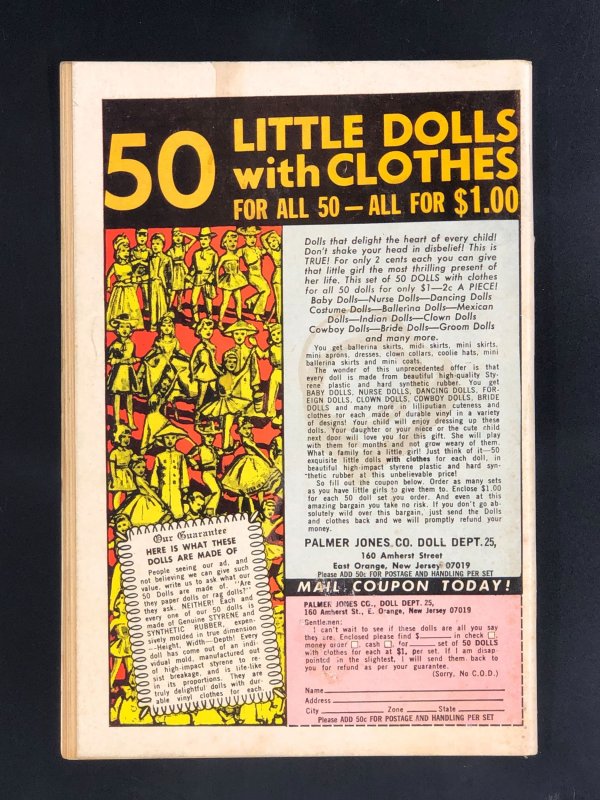 50 LITTLE DOLLS
with CLOTHES
FOR ALL 50 — ALL FOR $1.00
Dolls that delight the heart of every child!
Don't shake your head in disbelief! This is
TRUE! For only 2 cents each you can give
that little girl the most thrilling present of
her life. This set of 50 DOLLS with clothes
for all 50 dolls for only $1—2c A PIECE!
Baby Dolls—Nurse Dolls—Dancing Dolls
Costume Dolls—Ballerina Dolls—Mexican
Dolls—Indian Dolls—Clown Dolls
Cowboy Dolls—Bride Dolls—Groom Dolls
and many more.
You get ballerina skirts, midi skirts, mini skirts,
mini aprons, dresses, clown collars, coolie hats, mini
ballerina skirts and mini coats.
The wonder of this unprecedented offer is that
every doll is made from beautiful high-quality Sty-
rene plastic and hard synthetic rubber. You get
BABY DOLLS, NURSE DOLLS, DANCING DOLLS, FOR-
EIGN DOLLS, CLOWN DOLLS, COWBOY DOLLS, BRIDE
DOLLS and many more in lilliputian cuteness and
clothes for each made of durable vinyl in a variety
of designs! Your child will enjoy dressing up these
dolls. Your daughter or your niece or the cute child
next door will love you for this gift. She will play
with them for months and not grow weary of them.
What a family for a little girl! Just think of it—50
exquisite little dolls with clothes for each doll, in
beautiful high-impact styrene plastic and hard syn-
thetic rubber at this unbelievable price!
So fill out the coupon below. Order as many sets
as you have little girls to give them to. Enclose $1.00
for each 50 doll set you order. And even at this
amazing bargain you take no risk. If you don't go ab-
solutely wild over this bargain, just send the Dolls
and clothes back and we will promptly refund your
money.
PALMER JONES, CO. DOLL DEPT. 25,
160 Amherst Street
East Orange, New Jersey 07019
Please ADD 50c FOR POSTAGE AND HANDLING PER SET
Our Guarantee
HERE IS WHAT THESE
DOLLS ARE MADE OF
People seeing our ad, and
not believing we can give such
value, write us to ask what our
50 Dolls are made of. "Are
they paper dolls or rag dolls?"
they ask. NEITHER! Each and
every one of our 50 dolls is
made of Genuine STYRENE and
SYNTHETIC RUBBER, expen-
sively molded in true dimension
—Height, Width—Depth! Every
doll has come out of an indi-
vidual mold, manufactured out
of high-impact styrene to re-
sist breakage, and is life-like
in its proportions. They are
truly delightful dolls with dur-
able vinyl clothes for each.
MAIL COUPON TODAY!
PALMER JONES CO., DOLL DEPT. 25,
160 Amherst St., E. Orange, New Jersey 07019
Gentlemen:
I can't wait to see if these dolls are all you say
they are. Enclosed please find $ in check ☐,
money order ☐, cash ☐, for set of 50 DOLLS
with clothes for each at $1, per set. If I am disap-
pointed in the slightest, I will send them back to
you for refund as per your guarantee.
(Sorry, No C.O.D.)
Name
Address
City Zone State
Please ADD 50c FOR POSTAGE AND HANDLING PER SET